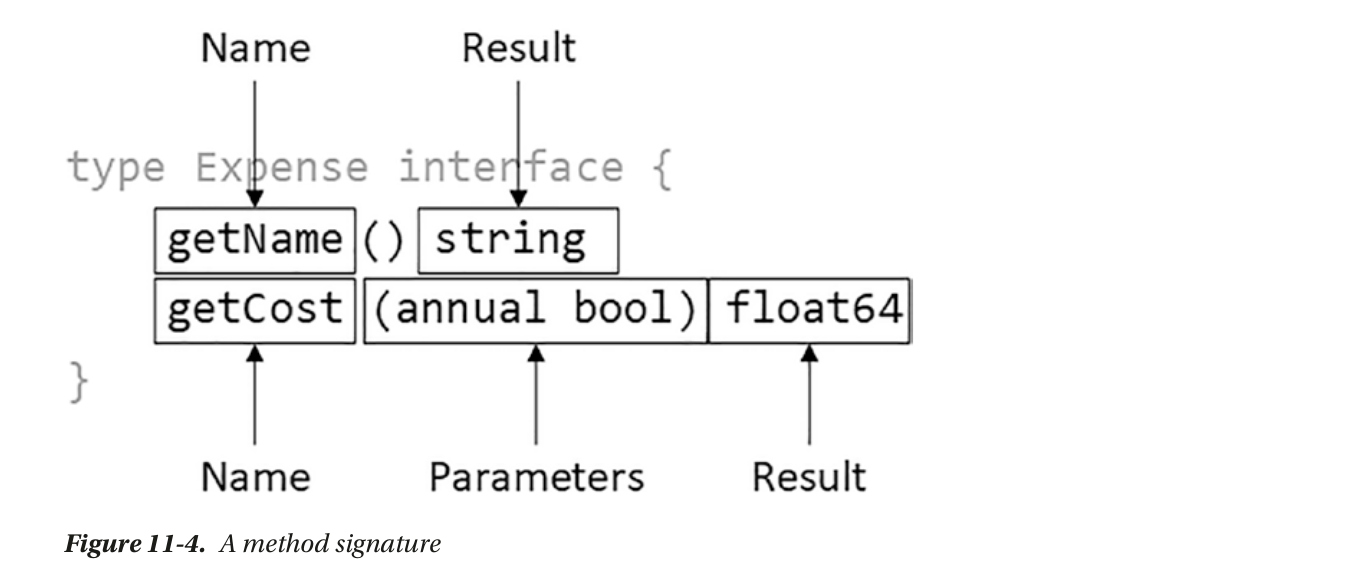 Name Result
type Expense interface {
getName () string
getCost (annual bool) float64
}
Name Parameters Result
Figure 11-4. A method signature